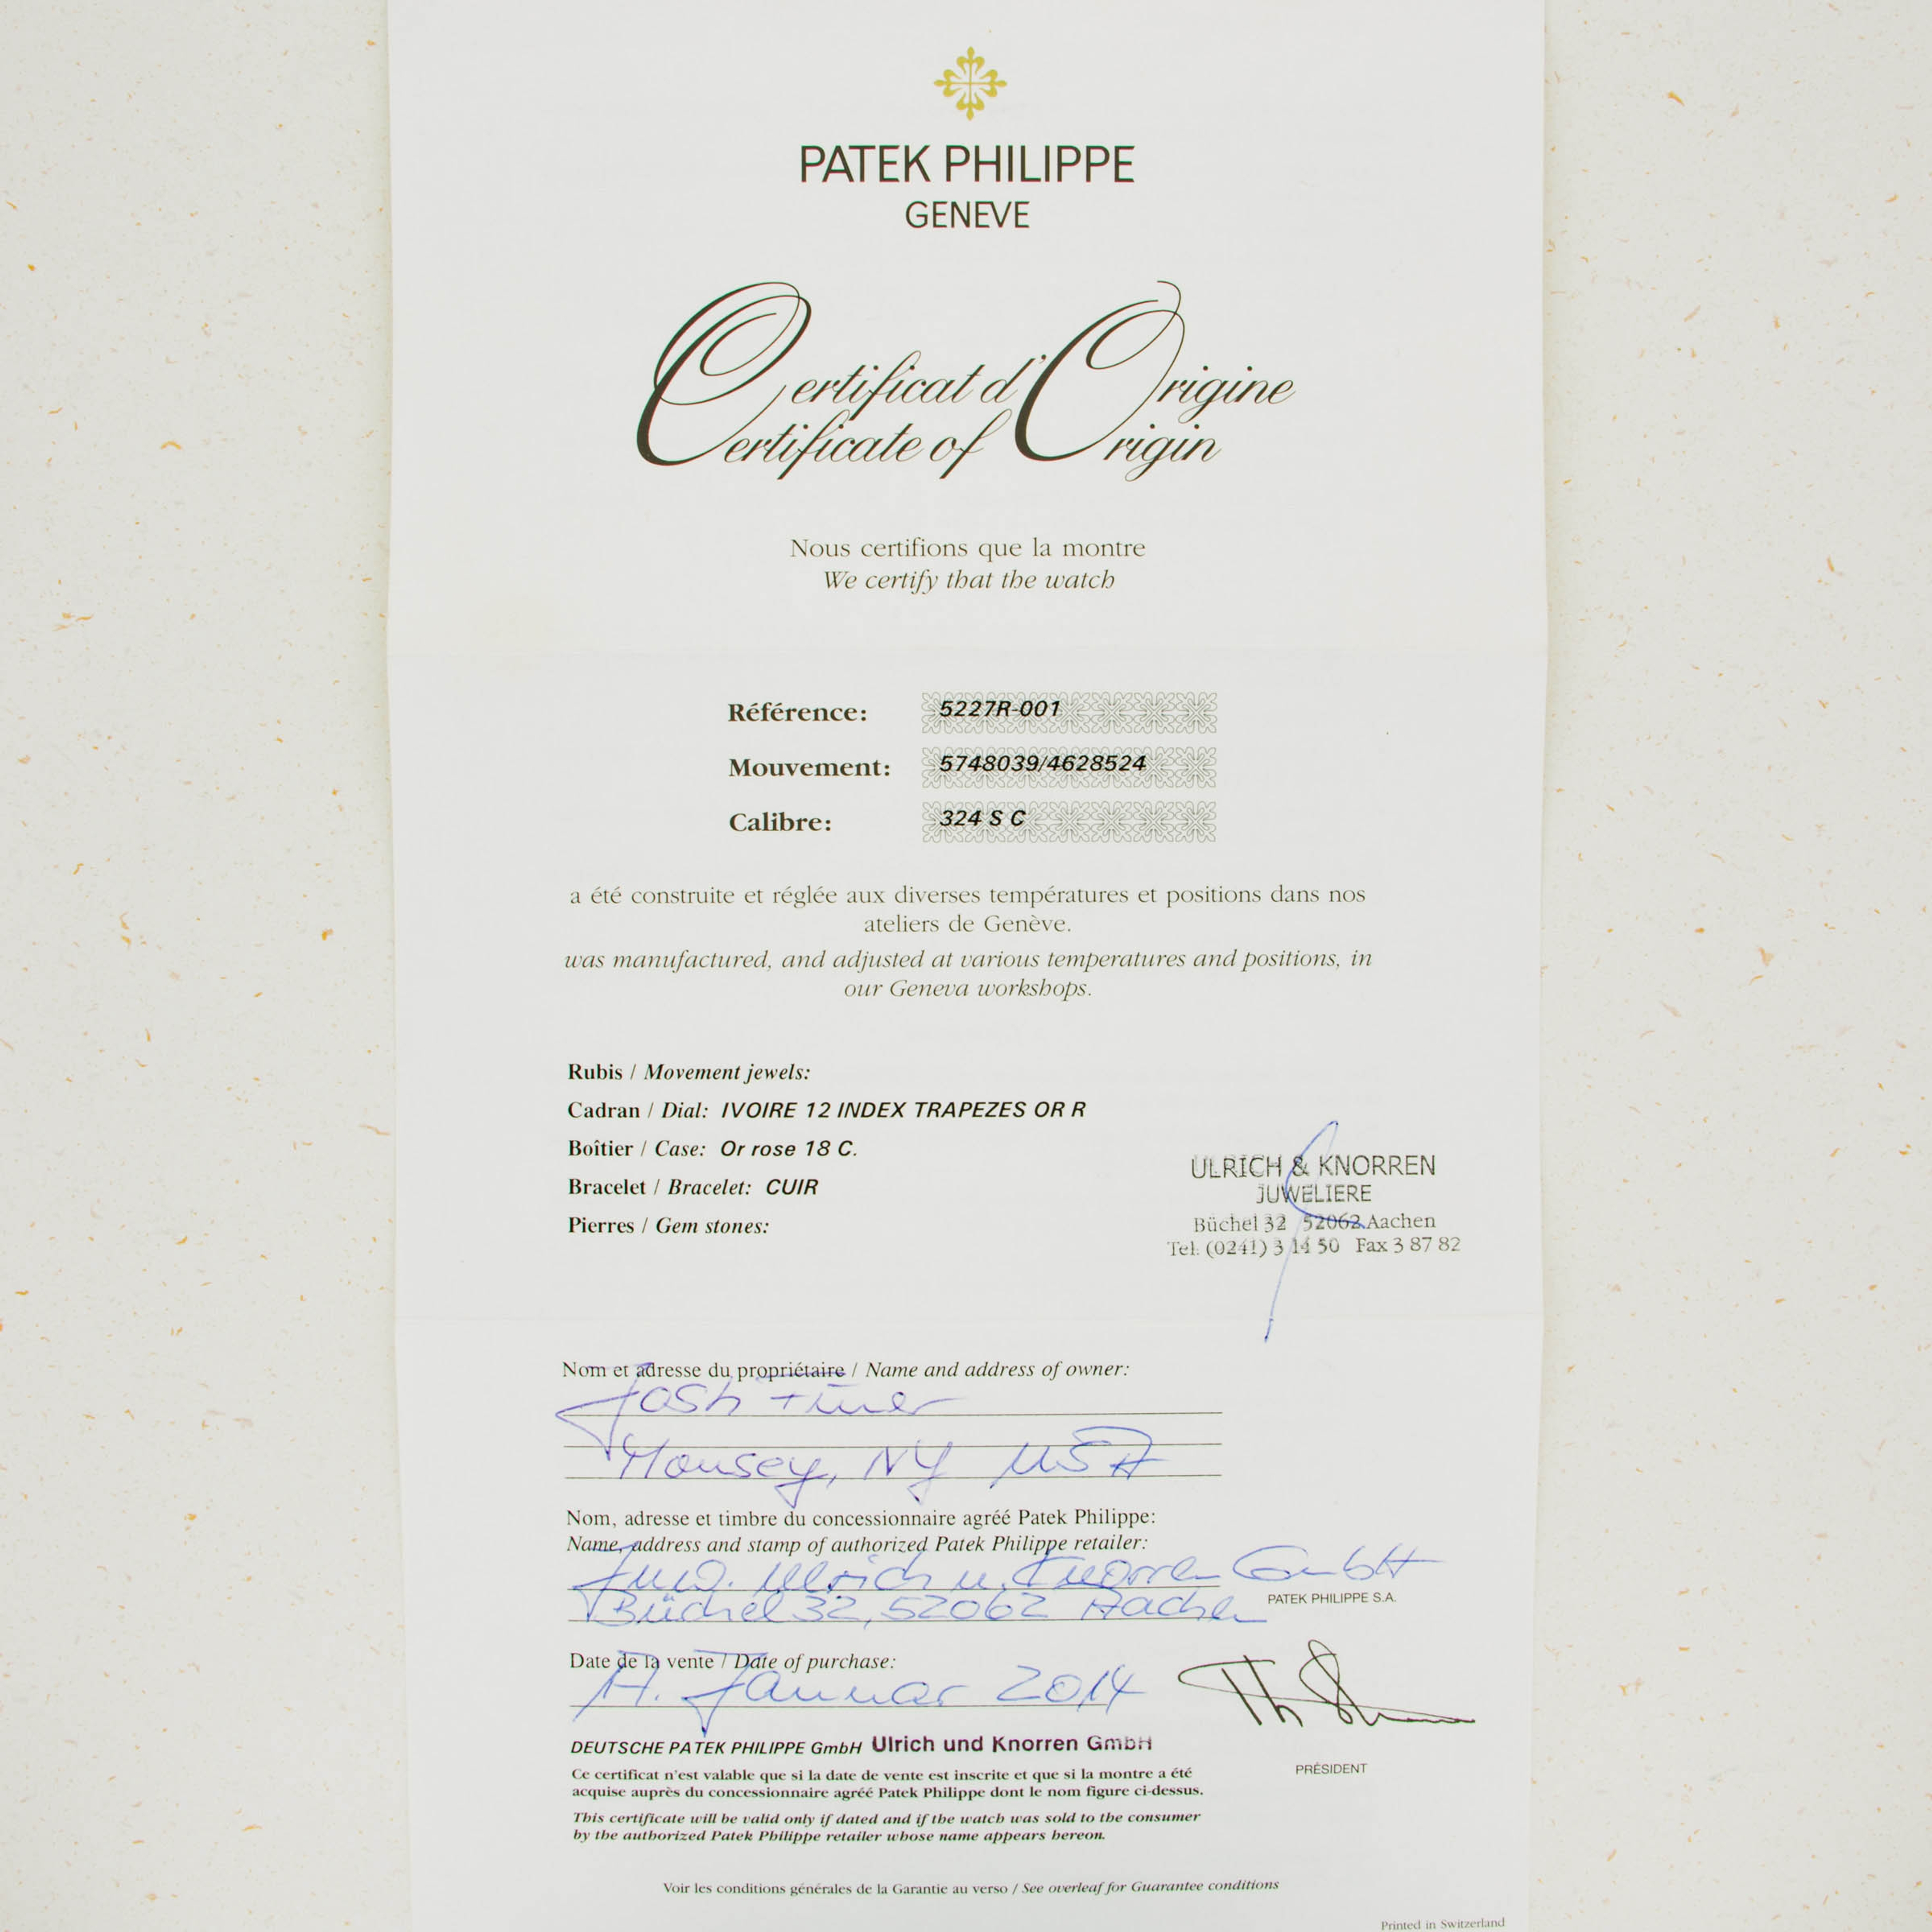 PATEK PHILIPPE
GENEVE
Certificat d'Origine
Certificate of Origin
Nous certifions que la montre
We certify that the watch
Référence: 5227R-001
Mouvement: 5748039/4628524
Calibre: 324 S C
a été construite et réglée aux diverses températures et positions dans nos
ateliers de Genève.
was manufactured, and adjusted at various temperatures and positions, in
our Geneva workshops.
Rubis / Movement jewels:
Cadran / Dial: IVOIRE 12 INDEX TRAPEZES OR R
Boîtier / Case: Or rose 18 C.
Bracelet / Bracelet: CUIR
Pierres / Gem stones:
ULRICH & KNORREN
JUWELIERE
Büchel 32 52062 Aachen
Tel. (0241) 3 14 50 Fax 3 87 82
Nom et adresse du propriétaire / Name and address of owner:
Josh
Monsey, NY USA
Nom, adresse et timbre du concessionnaire agréé Patek Philippe:
Name, address and stamp of authorized Patek Philippe retailer:
Juw. Ulrich u. Knorren GmbH
Büchel 32, 52062 Aachen
PATEK PHILIPPE S.A.
Date de la vente / Date of purchase:
Januar 2014
DEUTSCHE PATEK PHILIPPE GmbH Ulrich und Knorren GmbH
PRÉSIDENT
Ce certificat n'est valable que si la date de vente est inscrite et que si la montre a été
acquise auprès du concessionnaire agréé Patek Philippe dont le nom figure ci-dessus.
This certificate will be valid only if dated and if the watch was sold to the consumer
by the authorized Patek Philippe retailer whose name appears hereon.
Voir les conditions générales de la Garantie au verso / See overleaf for Guarantee conditions
Printed in Switzerland